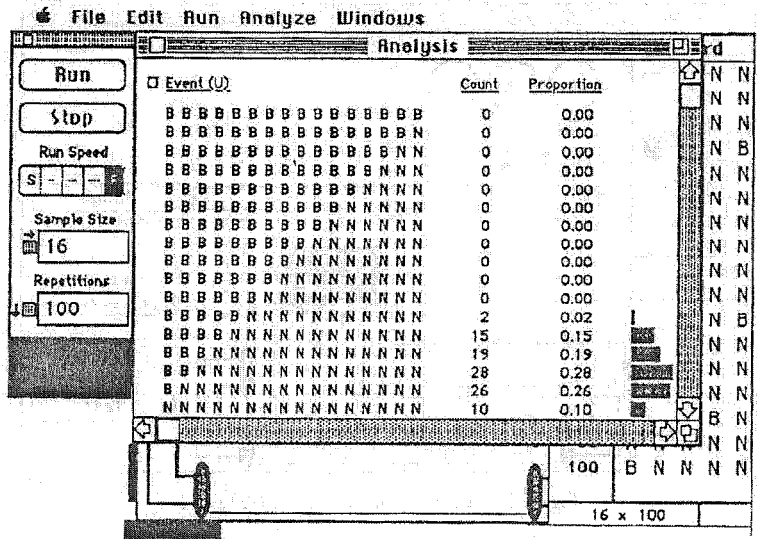 File Edit Run Analyze Windows
Analysis
rd
Run
Stop
Run Speed
S
Sample Size
16
Repetitions
100
Event (U) Count Proportion
B B B B B B B B B B B B B B B B 0 0.00
B B B B B B B B B B B B B B B N 0 0.00
B B B B B B B B B B B B B B N N 0 0.00
B B B B B B B B B B B B B N N N 0 0.00
B B B B B B B B B B B B N N N N 0 0.00
B B B B B B B B B B B N N N N N 0 0.00
B B B B B B B B B B N N N N N N 0 0.00
B B B B B B B B B N N N N N N N 0 0.00
B B B B B B B B N N N N N N N N 0 0.00
B B B B B B B N N N N N N N N N 0 0.00
B B B B B B N N N N N N N N N N 0 0.00
B B B B B N N N N N N N N N N N 2 0.02
B B B B N N N N N N N N N N N N 15 0.15
B B B N N N N N N N N N N N N N 19 0.19
B B N N N N N N N N N N N N N N 28 0.28
B N N N N N N N N N N N N N N N 26 0.26
N N N N N N N N N N N N N N N N 10 0.10
N N
N N
N N
N B
N N
N N
N N
N N
N N
N N
N B
N N
N N
N N
B N
N N
100 B N N N N
16 x 100